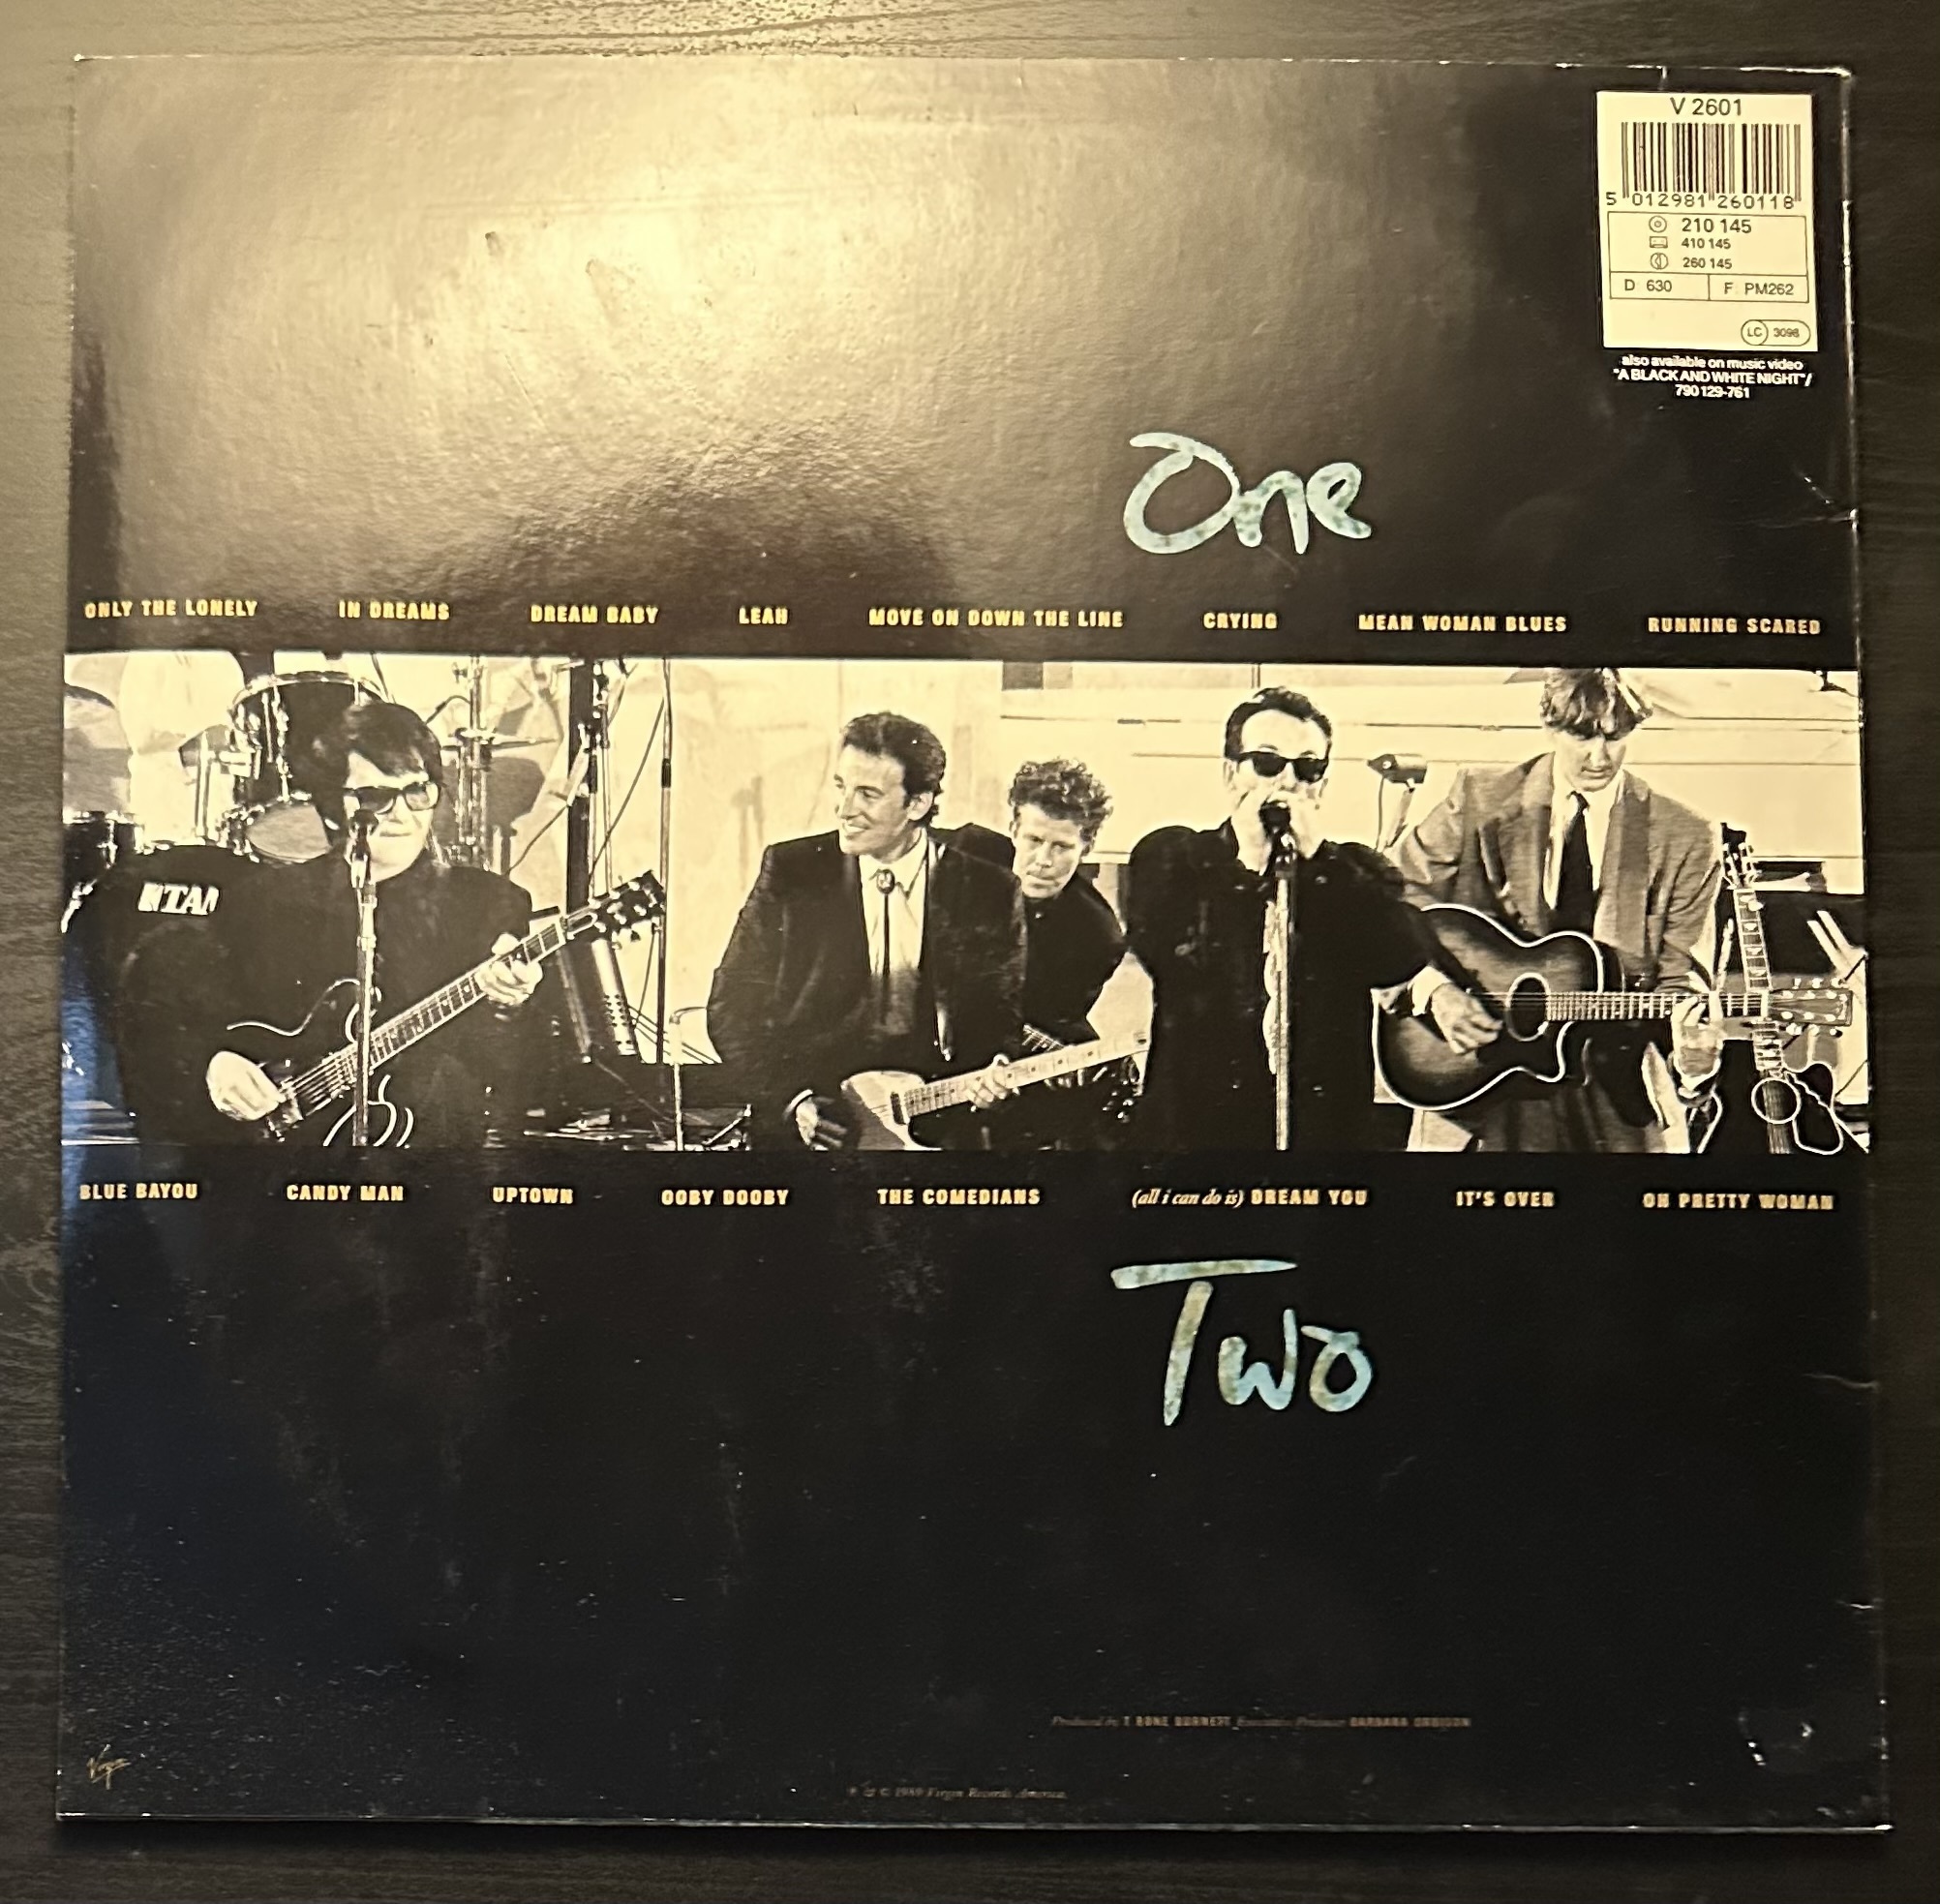 V 2601
5 012981 260118
210 145
410 145
260 145
D 630 F PM262
LC 3098
also available on music video
"A BLACK AND WHITE NIGHT"/
790 129-761
One
ONLY THE LONELY IN DREAMS DREAM BABY LEAH MOVE ON DOWN THE LINE CRYING MEAN WOMAN BLUES RUNNING SCARED
TAM
BLUE BAYOU CANDY MAN UPTOWN OOBY DOOBY THE COMEDIANS (all i can do is) DREAM YOU IT'S OVER OH PRETTY WOMAN
Two
Produced by T BONE BURNETT Executive Producer BARBARA ORBISON
Virgin
℗ & © 1989 Virgin Records America.